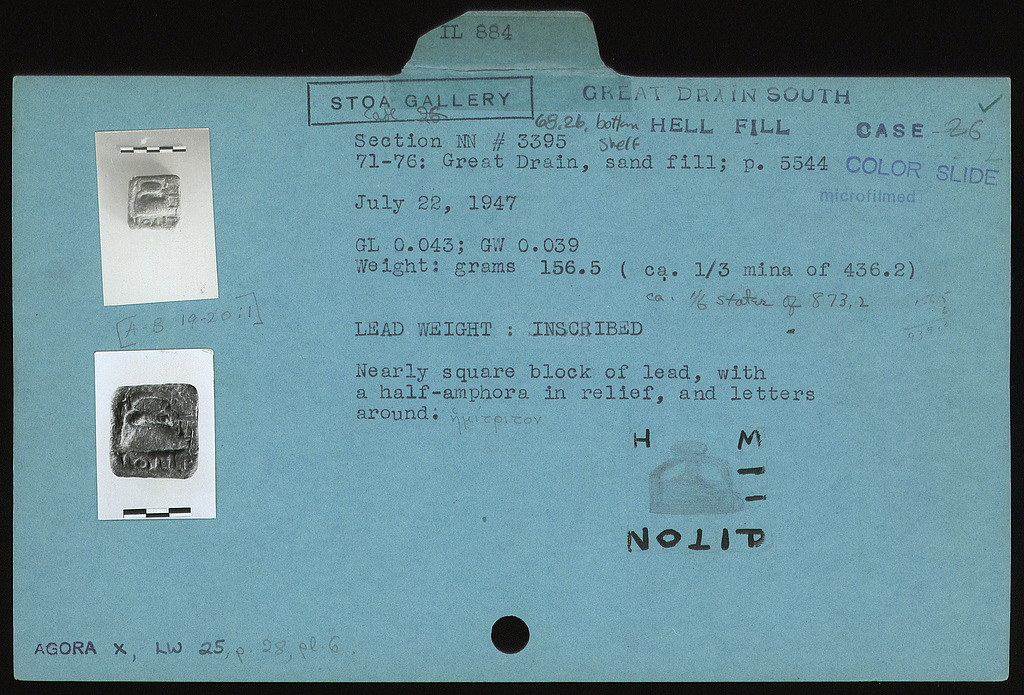 IL 884
STOA GALLERY
Case 26
GREAT DRAIN SOUTH
68.26, bottom shelf
HELL FILL
CASE 26
Section NN # 3395
71-76: Great Drain, sand fill; p. 5544
COLOR SLIDE
microfilmed
July 22, 1947
GL 0.043; GW 0.039
Weight: grams 156.5 ( ca. 1/3 mina of 436.2)
ca. 1/6 stater of 873.2
[A-B 19-20:1]
LEAD WEIGHT : INSCRIBED
Nearly square block of lead, with
a half-amphora in relief, and letters
around: ἡμίτριτον
H M
NOTIP
AGORA X, LW 25, p. 28, pl 6.